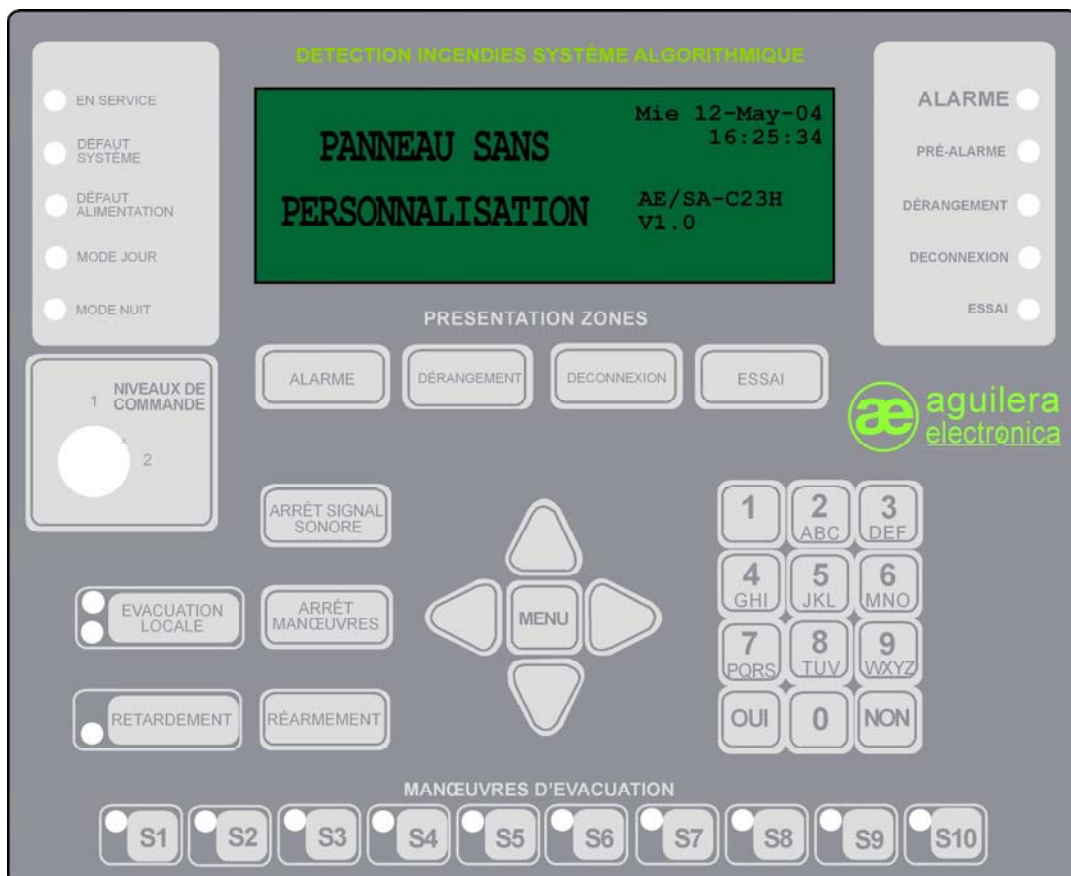 DETECTION INCENDIES SYSTÈME ALGORITHMIQUE
EN SERVICE
DÉFAUT
SYSTÈME
DÉFAUT
ALIMENTATION
MODE JOUR
MODE NUIT
Mie 12-May-04
16:25:34
PANNEAU SANS
PERSONNALISATION
AE/SA-C23H
V1.0
ALARME
PRÉ-ALARME
DÉRANGEMENT
DECONNEXION
ESSAI
PRESENTATION ZONES
ALARME
DÉRANGEMENT
DECONNEXION
ESSAI
NIVEAUX DE
COMMANDE
1
2
æ aguilera
electrónica
ARRÊT SIGNAL
SONORE
EVACUATION
LOCALE
ARRÊT
MANŒUVRES
RETARDEMENT
RÉARMEMENT
MENU
1
2
ABC
3
DEF
4
GHI
5
JKL
6
MNO
7
PQRS
8
TUV
9
WXYZ
OUI
0
NON
MANŒUVRES D'EVACUATION
S1
S2
S3
S4
S5
S6
S7
S8
S9
S10